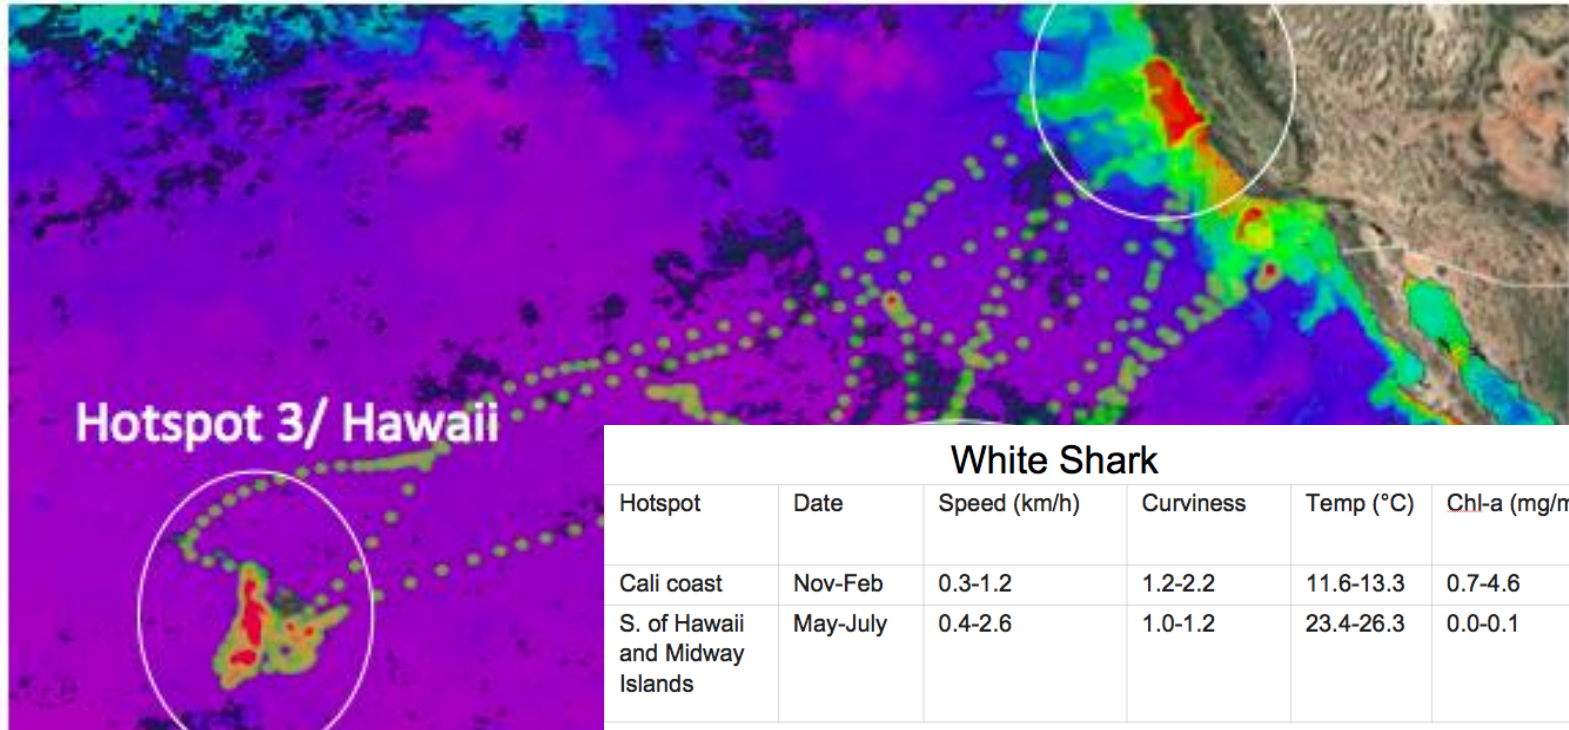 Hotspot 3/ Hawaii
White Shark
Hotspot Date Speed (km/h) Curviness Temp (°C) Chl-a (mg/m
Cali coast Nov-Feb 0.3-1.2 1.2-2.2 11.6-13.3 0.7-4.6
S. of Hawaii May-July 0.4-2.6 1.0-1.2 23.4-26.3 0.0-0.1
and Midway
Islands